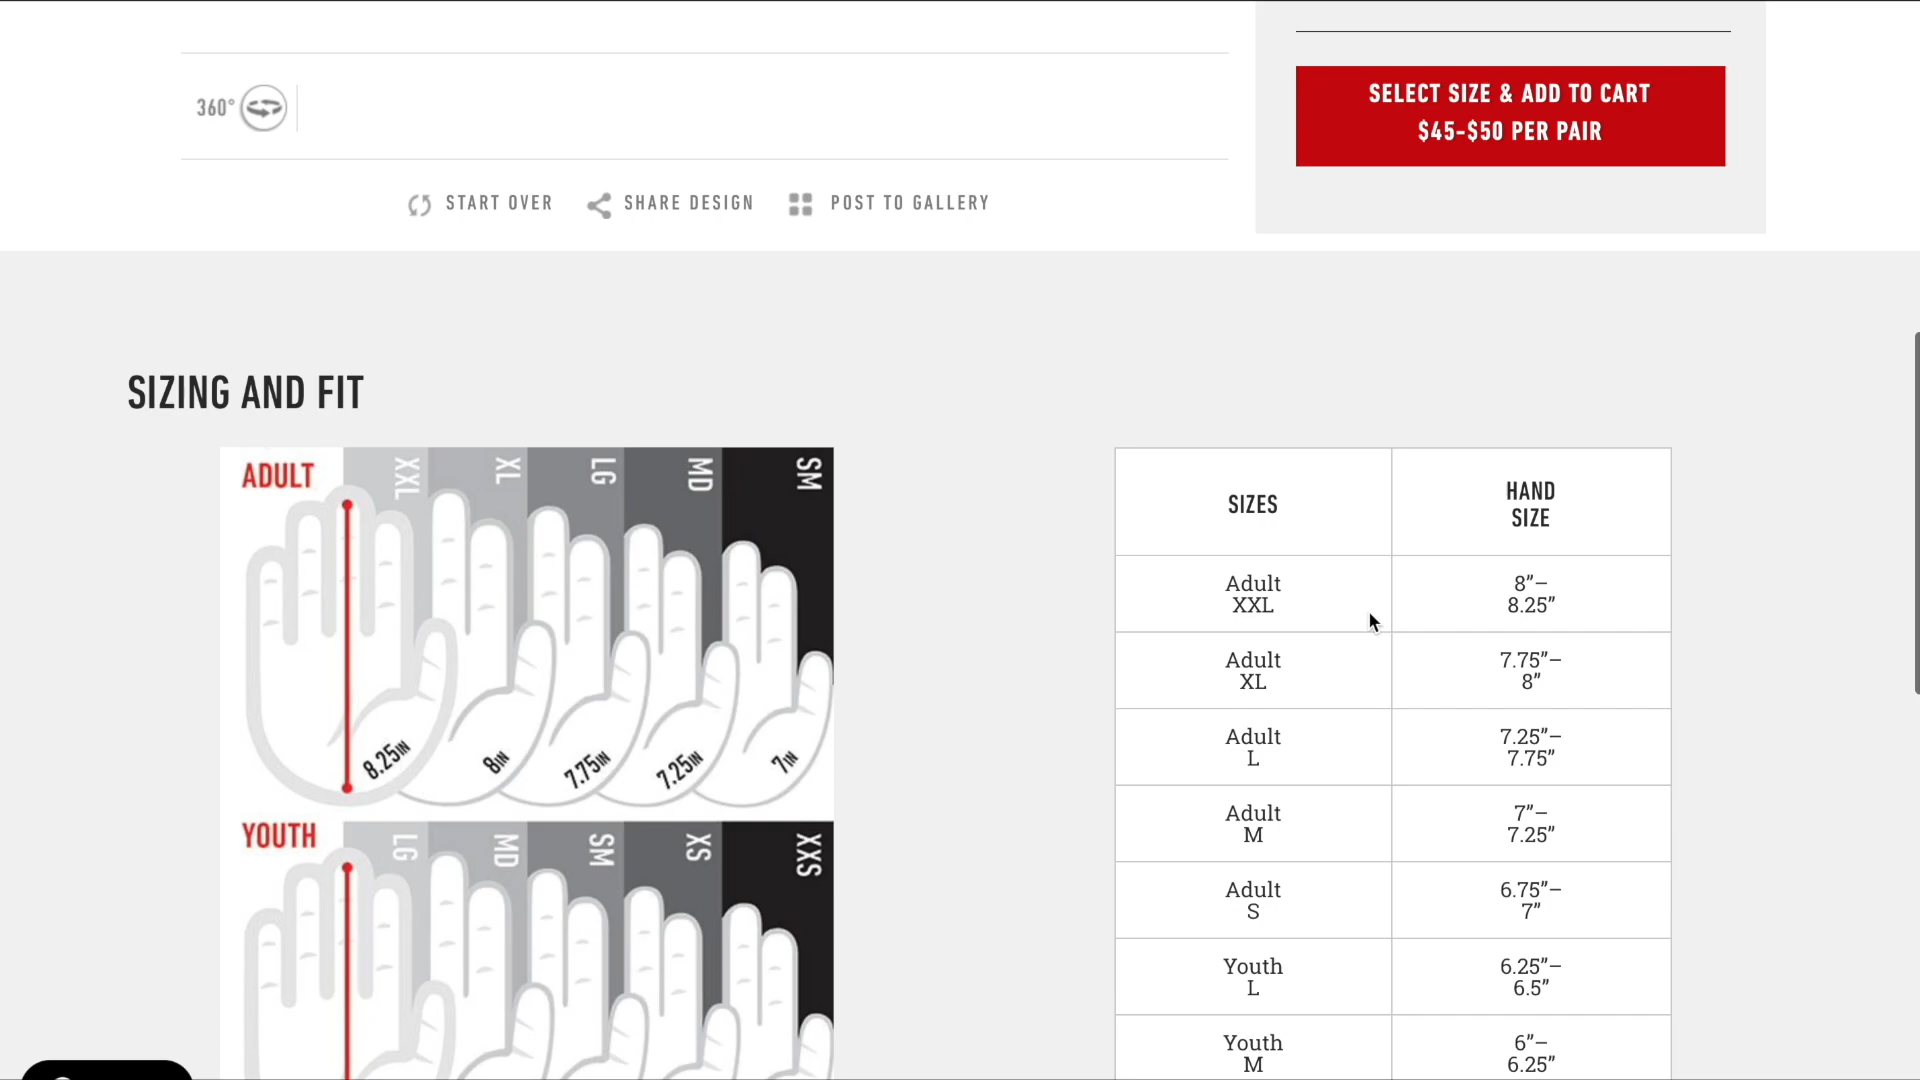 SELECT SIZE & ADD TO CART
$45-$50 PER PAIR
360°
START OVER
SHARE DESIGN
POST TO GALLERY
SIZING AND FIT
ADULT
XXL
XL
LG
MD
SM
8.25IN
8IN
7.75IN
7.25IN
7IN
YOUTH
LG
MD
SM
XS
XXS
SIZES
HAND
SIZE
Adult
XXL
8”–
8.25”
Adult
XL
7.75”–
8”
Adult
L
7.25”–
7.75”
Adult
M
7”–
7.25”
Adult
S
6.75”–
7”
Youth
L
6.25”–
6.5”
Youth
M
6”–
6.25”